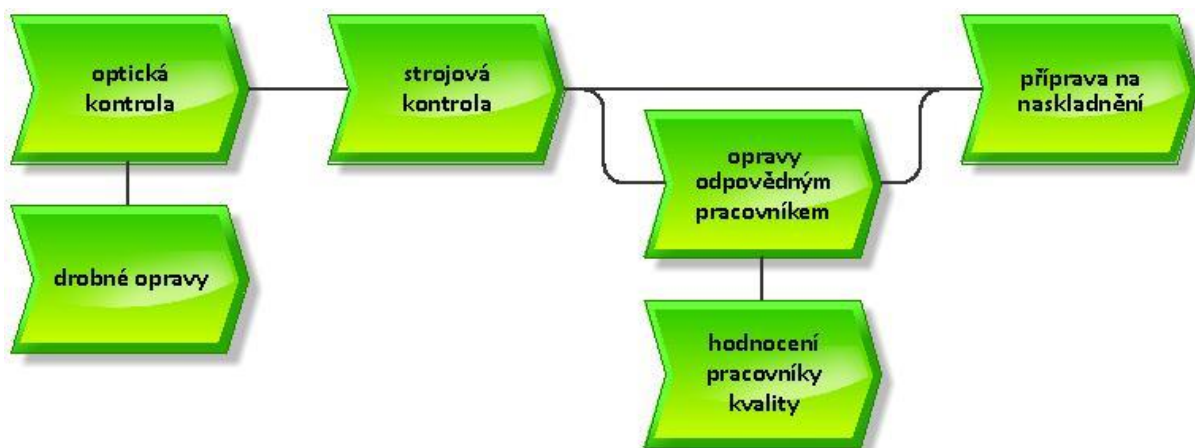 optická
kontrola
strojová
kontrola
příprava na
naskladnění
opravy
odpovědným
pracovníkem
drobné opravy
hodnocení
pracovníky
kvality